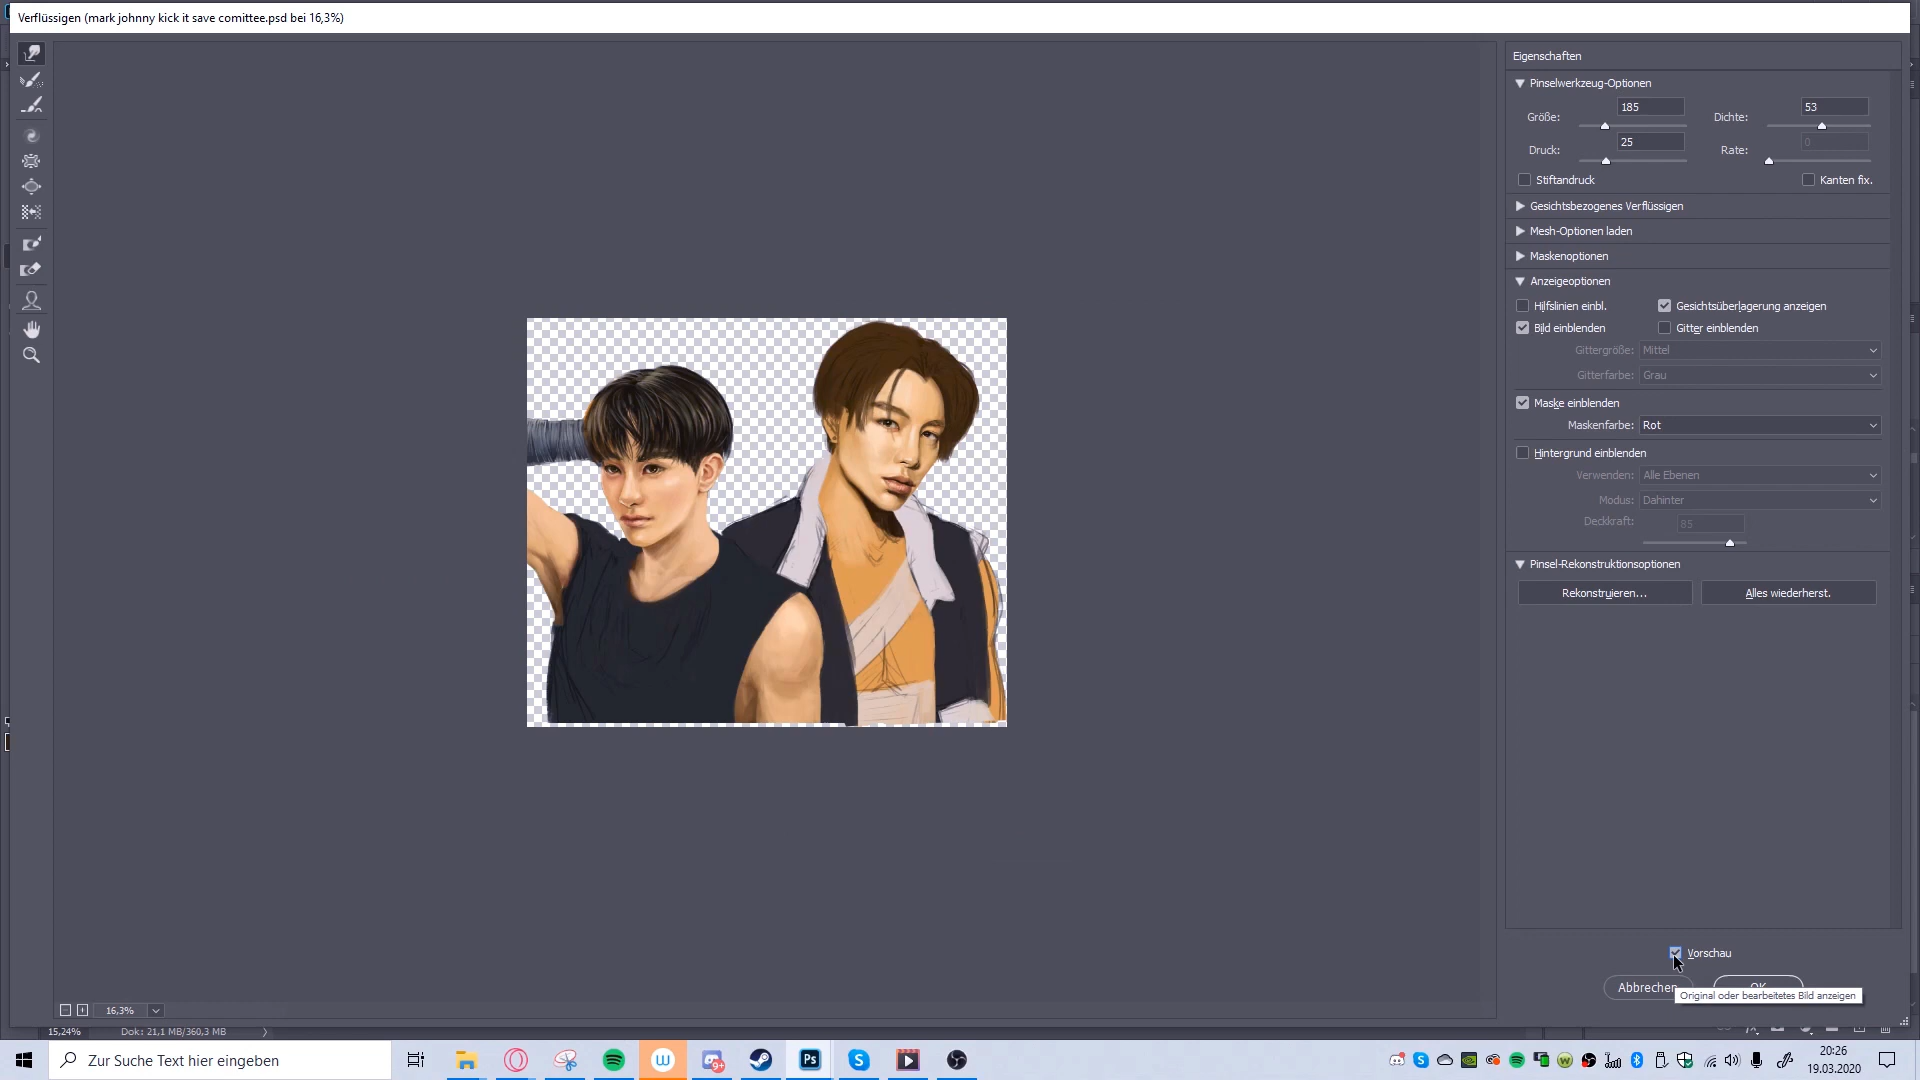 Verflüssigen (mark johnny kick it save comittee.psd bei 16,3%)
Eigenschaften
Pinselwerkzeug-Optionen
Größe: 185 Dichte: 53
Druck: 25 Rate: 0
Stiftandruck Kanten fix.
Gesichtsbezogenes Verflüssigen
Mesh-Optionen laden
Maskenoptionen
Anzeigeoptionen
Hilfslinien einbl. Gesichtsüberlagerung anzeigen
Bild einblenden Gitter einblenden
Gittergröße: Mittel
Gitterfarbe: Grau
Maske einblenden
Maskenfarbe: Rot
Hintergrund einblenden
Verwenden: Alle Ebenen
Modus: Dahinter
Deckkraft: 85
Pinsel-Rekonstruktionsoptionen
Rekonstruieren... Alles wiederherst.
Vorschau
Abbrechen OK
Original oder bearbeitetes Bild anzeigen
16,3%
15,24% Dok: 21,1 MB/360,3 MB
Zur Suche Text hier eingeben
W
9+
Ps
S
20:26
19.03.2020